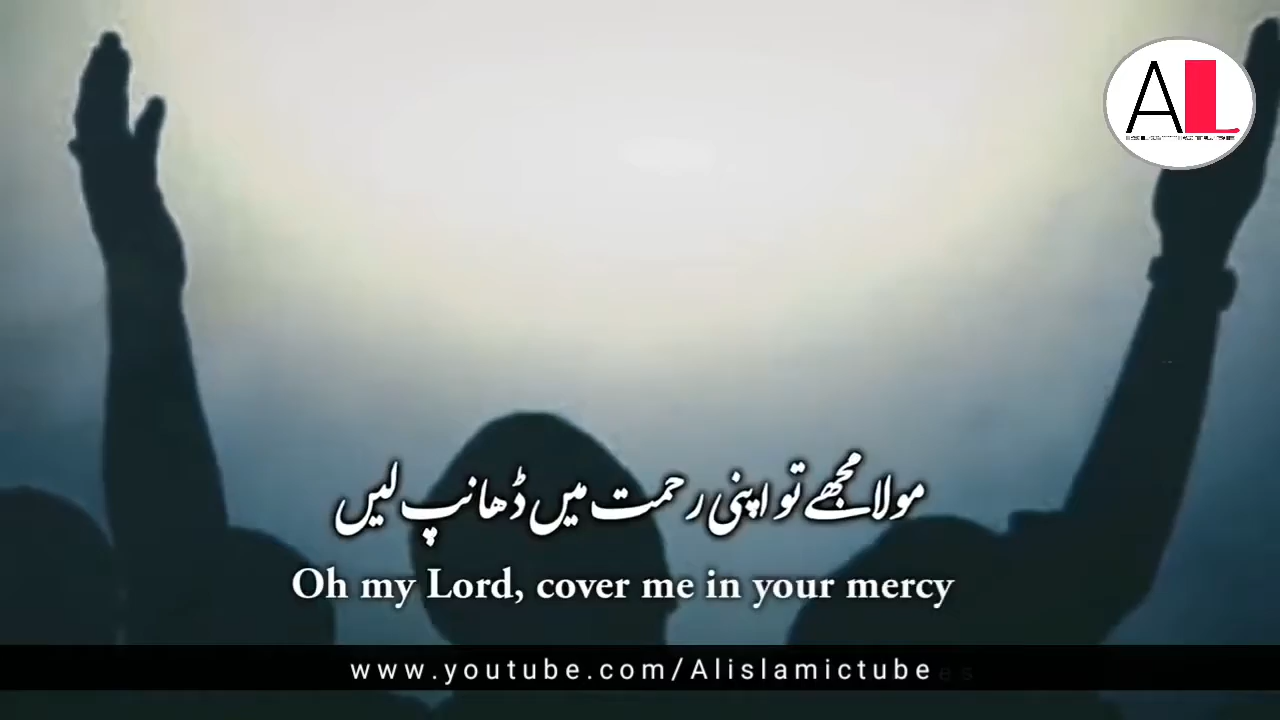 AL
مولا مجھے تو اپنی رحمت میں ڈھانپ لیں
Oh my Lord, cover me in your mercy
www.youtube.com/Alislamictube